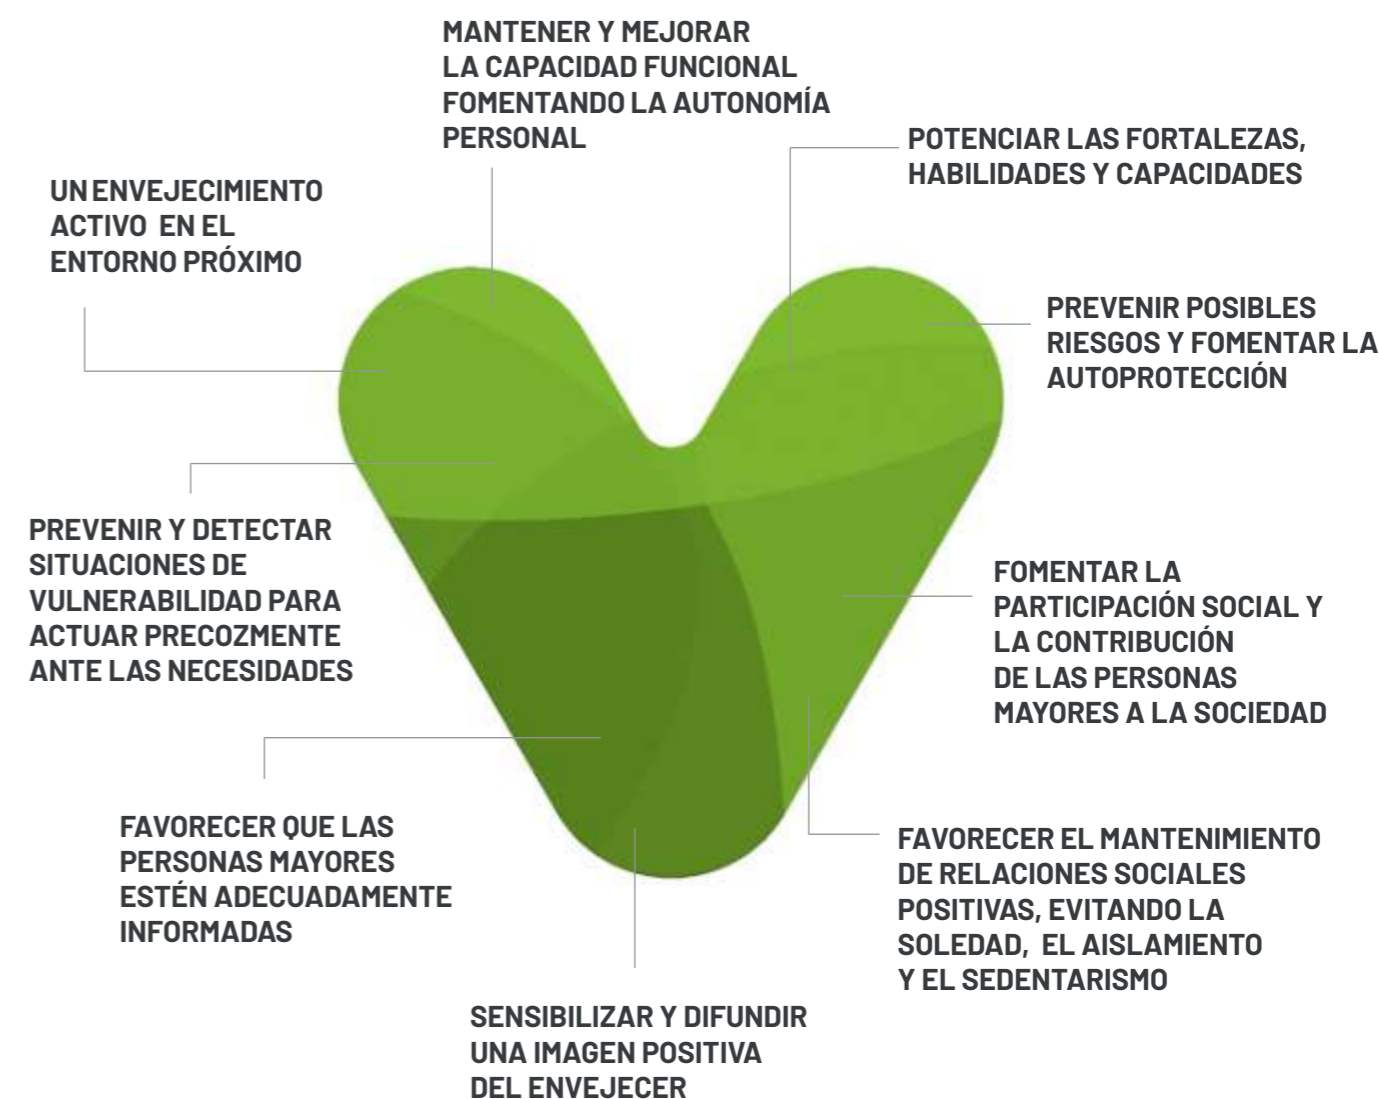 MANTENER Y MEJORAR
LA CAPACIDAD FUNCIONAL
FOMENTANDO LA AUTONOMÍA
PERSONAL
POTENCIAR LAS FORTALEZAS,
HABILIDADES Y CAPACIDADES
UN ENVEJECIMIENTO
ACTIVO EN EL
ENTORNO PRÓXIMO
PREVENIR POSIBLES
RIESGOS Y FOMENTAR LA
AUTOPROTECCIÓN
PREVENIR Y DETECTAR
SITUACIONES DE
VULNERABILIDAD PARA
ACTUAR PRECOZMENTE
ANTE LAS NECESIDADES
FOMENTAR LA
PARTICIPACIÓN SOCIAL Y
LA CONTRIBUCIÓN
DE LAS PERSONAS
MAYORES A LA SOCIEDAD
FAVORECER QUE LAS
PERSONAS MAYORES
ESTÉN ADECUADAMENTE
INFORMADAS
FAVORECER EL MANTENIMIENTO
DE RELACIONES SOCIALES
POSITIVAS, EVITANDO LA
SOLEDAD, EL AISLAMIENTO
Y EL SEDENTARISMO
SENSIBILIZAR Y DIFUNDIR
UNA IMAGEN POSITIVA
DEL ENVEJECER